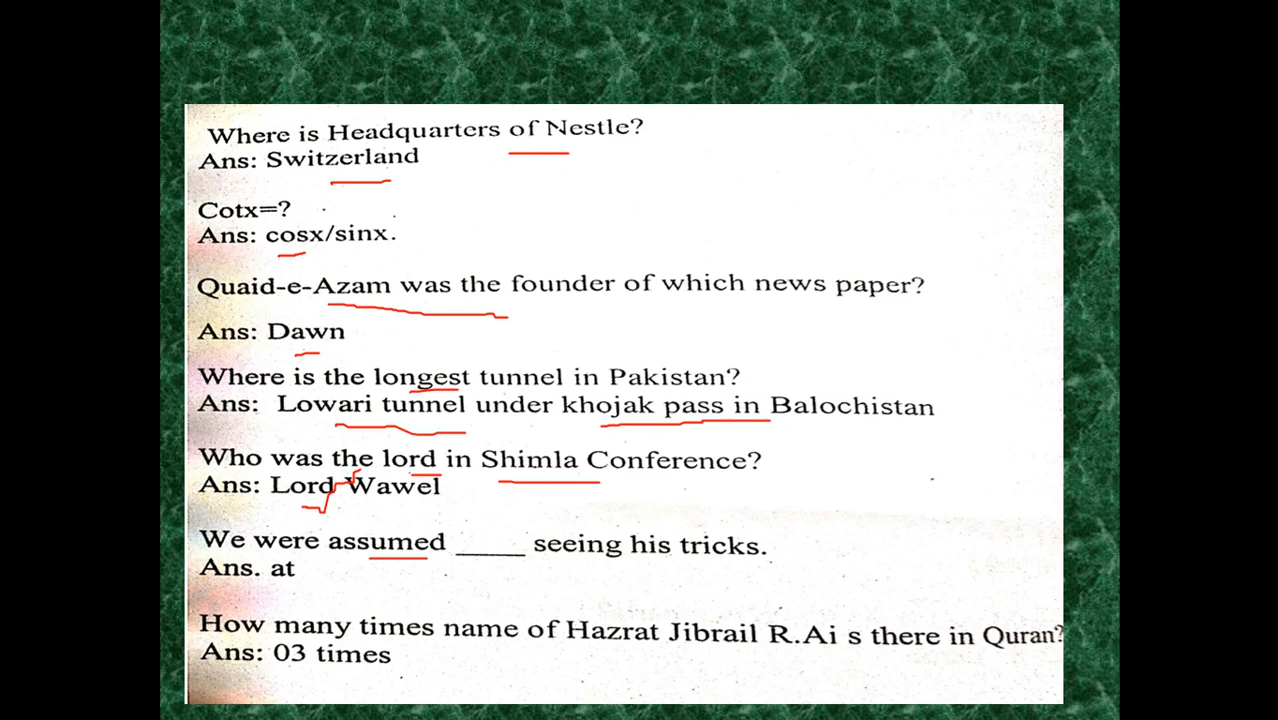 Where is Headquarters of Nestle?
Ans: Switzerland
Cotx=?
Ans: cosx/sinx.
Quaid-e-Azam was the founder of which news paper?
Ans: Dawn
Where is the longest tunnel in Pakistan?
Ans: Lowari tunnel under khojak pass in Balochistan
Who was the lord in Shimla Conference?
Ans: Lord Wawel
We were assumed _____ seeing his tricks.
Ans. at
How many times name of Hazrat Jibrail R.Ai s there in Quran?
Ans: 03 times